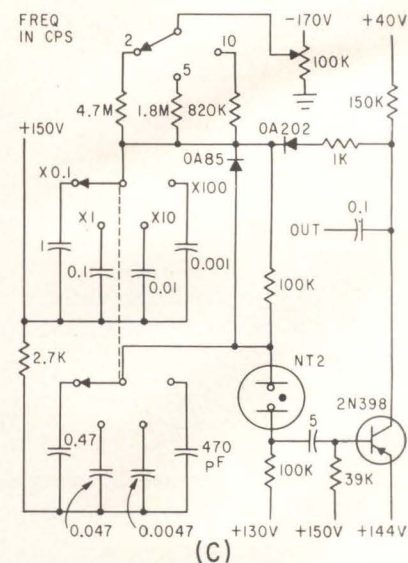 FREQ
IN CPS
2
5
10
-170V
100K
+40V
4.7M
1.8M
820K
150K
OA202
1K
OA85
+150V
X0.1
X1
X10
X100
1
0.1
0.01
0.001
OUT
0.1
100K
2.7K
NT2
2N398
0.47
470
pF
5
100K
39K
0.047
0.0047
+130V
+150V
+144V
(C)